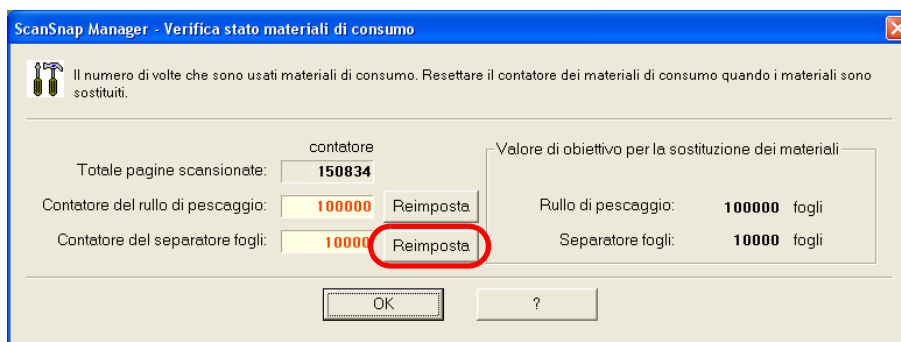 ScanSnap Manager - Verifica stato materiali di consumo
Il numero di volte che sono usati materiali di consumo. Resettare il contatore dei materiali di consumo quando i materiali sono
sostituiti.
contatore
Totale pagine scansionate: 150834
Contatore del rullo di pescaggio: 100000 Reimposta
Contatore del separatore fogli: 10000 Reimposta
Valore di obiettivo per la sostituzione dei materiali
Rullo di pescaggio: 100000 fogli
Separatore fogli: 10000 fogli
OK ?